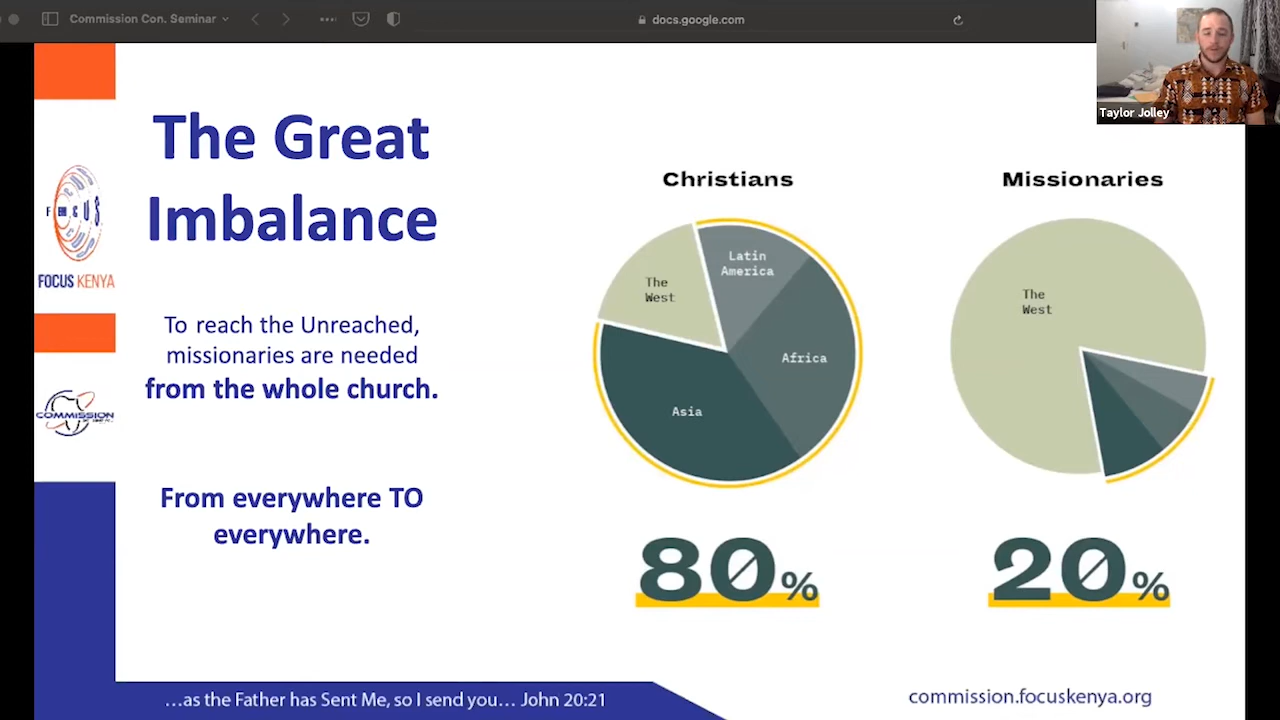 Commission Con. Seminar
docs.google.com
Taylor Jolley
The Great
Imbalance
FOCUS KENYA
To reach the Unreached,
missionaries are needed
from the whole church.
COMMISSION
From everywhere TO
everywhere.
Christians
Latin
America
The
West
Africa
Asia
80%
Missionaries
The
West
20%
…as the Father has Sent Me, so I send you… John 20:21
commission.focuskenya.org